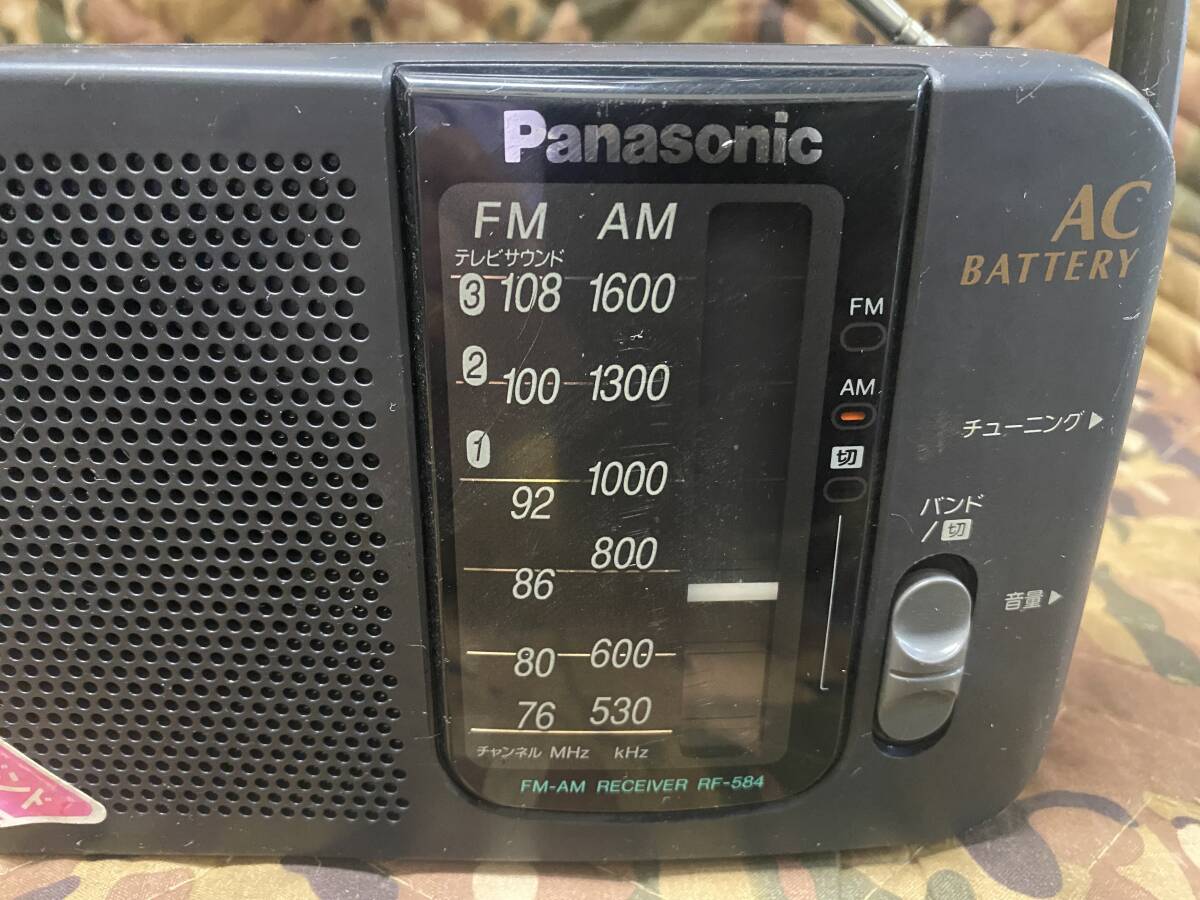 Panasonic
FM AM
テレビサウンド
3 108 1600
2 100 1300
1
92 1000
86 800
80 600
76 530
チャンネル MHz kHz
FM-AM RECEIVER RF-584
FM
AM
切
AC
BATTERY
チューニング▶
バンド
/切
音量▶
ンド